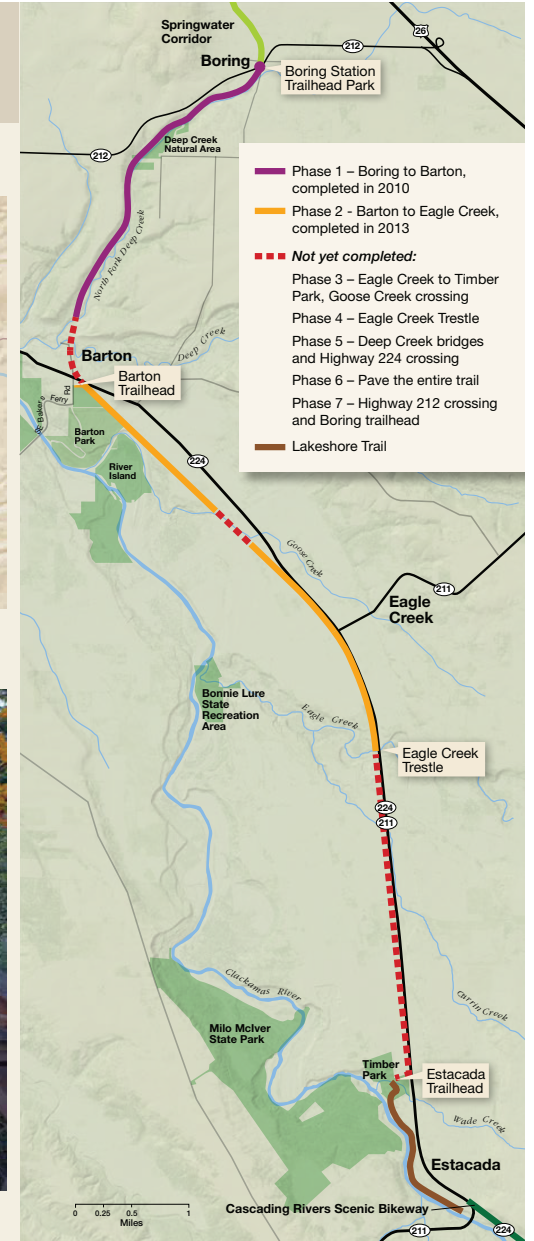 Springwater
Corridor
26
212
Boring
Boring Station
Trailhead Park
Deep Creek
Natural Area
212
Phase 1 – Boring to Barton,
completed in 2010
Phase 2 - Barton to Eagle Creek,
completed in 2013
Not yet completed:
Phase 3 – Eagle Creek to Timber
Park, Goose Creek crossing
Phase 4 – Eagle Creek Trestle
Phase 5 – Deep Creek bridges
and Highway 224 crossing
Phase 6 – Pave the entire trail
Phase 7 – Highway 212 crossing
and Boring trailhead
Lakeshore Trail
North Fork Deep Creek
Deep Creek
Barton
Barton
Trailhead
SE Baker
Ferry
Rd
Barton
Park
River
Island
224
Goose Creek
211
Eagle
Creek
Bonnie Lure
State
Recreation
Area
Eagle Creek
Eagle Creek
Trestle
224
211
Clackamas River
Currin Creek
Milo McIver
State Park
Timber
Park
Estacada
Trailhead
Wade Creek
Estacada
Cascading Rivers Scenic Bikeway
0 0.25 0.5 1
Miles
211
224